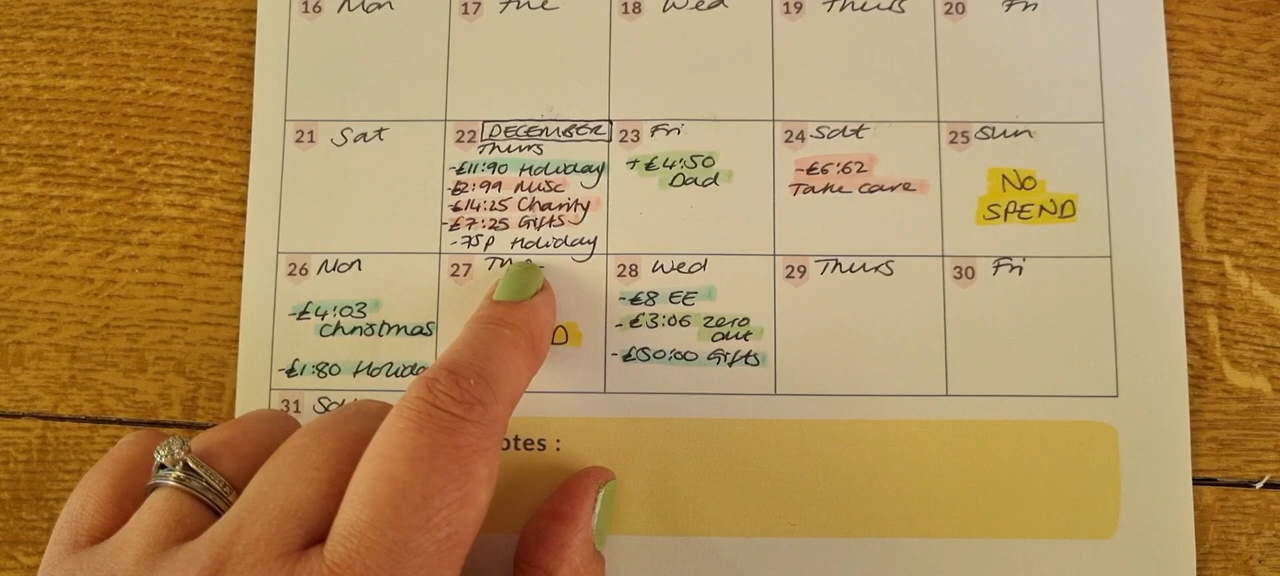 16 Mon
17 Tue
18 Wed
19 Thurs
20 Fri
21 Sat
22 DECEMBER
Thurs
-£11:90 Holiday
-£2:99 Misc
-£14:25 Charity
-£7:25 Gifts
-75p Holiday
23 Fri
+£4:50
Dad
24 Sat
-£6:62
Take care
25 Sun
NO
SPEND
26 Mon
-£4:03
Christmas
-£1:80
27
28 Wed
-£8 EE
-£3:06 zero
out
-£50:00 Gifts
29 Thurs
30 Fri
31